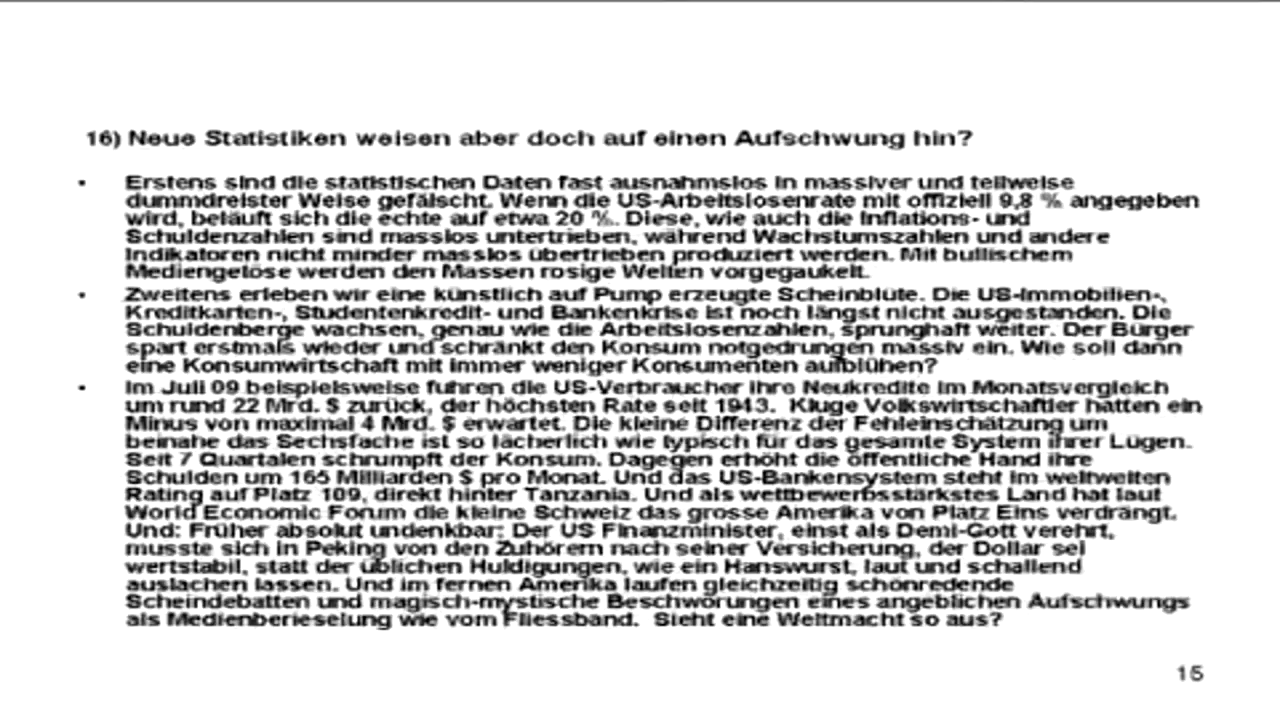 16) Neue Statistiken weisen aber doch auf einen Aufschwung hin?
• Erstens sind die statistischen Daten fast ausnahmslos in massiver und teilweise
dummdreister Weise gefälscht. Wenn die US-Arbeitslosenrate mit offiziell 9,8 % angegeben
wird, beläuft sich die echte auf etwa 20 %. Diese, wie auch die Inflations- und
Schuldenzahlen sind masslos untertrieben, während Wachstumszahlen und andere
Indikatoren nicht minder masslos übertrieben produziert werden. Mit bullischem
Mediengetöse werden den Massen rosige Welten vorgegaukelt.
• Zweitens erleben wir eine künstlich auf Pump erzeugte Scheinblüte. Die US-Immobilien-,
Kreditkarten-, Studentenkredit- und Bankenkrise ist noch längst nicht ausgestanden. Die
Schuldenberge wachsen, genau wie die Arbeitslosenzahlen, sprunghaft weiter. Der Bürger
spart erstmals wieder und schränkt den Konsum notgedrungen massiv ein. Wie soll dann
eine Konsumwirtschaft mit immer weniger Konsumenten aufblühen?
• Im Juli 09 beispielsweise fuhren die US-Verbraucher ihre Neukredite im Monatsvergleich
um rund 22 Mrd. $ zurück, der höchsten Rate seit 1943. Kluge Volkswirtschaftler hatten ein
Minus von maximal 4 Mrd. $ erwartet. Die kleine Differenz der Fehleinschätzung um
beinahe das Sechsfache ist so lächerlich wie typisch für das gesamte System ihrer Lügen.
Seit 7 Quartalen schrumpft der Konsum. Dagegen erhöht die öffentliche Hand ihre
Schulden um 165 Milliarden $ pro Monat. Und das US-Bankensystem steht im weltweiten
Rating auf Platz 109, direkt hinter Tanzania. Und als wettbewerbsstärkstes Land hat laut
World Economic Forum die kleine Schweiz das grosse Amerika von Platz Eins verdrängt.
Und: Früher absolut undenkbar: Der US Finanzminister, einst als Demi-Gott verehrt,
musste sich in Peking von den Zuhörern nach seiner Versicherung, der Dollar sei
wertstabil, statt der üblichen Huldigungen, wie ein Hanswurst, laut und schallend
auslachen lassen. Und im fernen Amerika laufen gleichzeitig schönredende
Scheindebatten und magisch-mystische Beschwörungen eines angeblichen Aufschwungs
als Medienberieselung wie vom Fliessband. Sieht eine Weltmacht so aus?
15